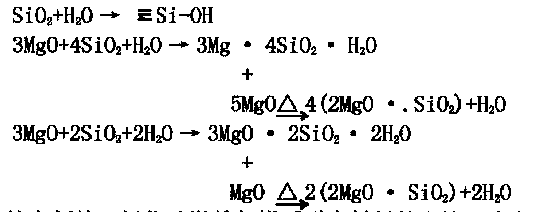 SiO₂+H₂O→ ≡Si-OH
3MgO+4SiO₂+H₂O→3Mg・4SiO₂・H₂O
+
5MgO△4(2MgO・.SiO₂)+H₂O
3MgO+2SiO₂+2H₂O→3MgO・2SiO₂・2H₂O
+
MgO △2(2MgO・SiO₂)+2H₂O